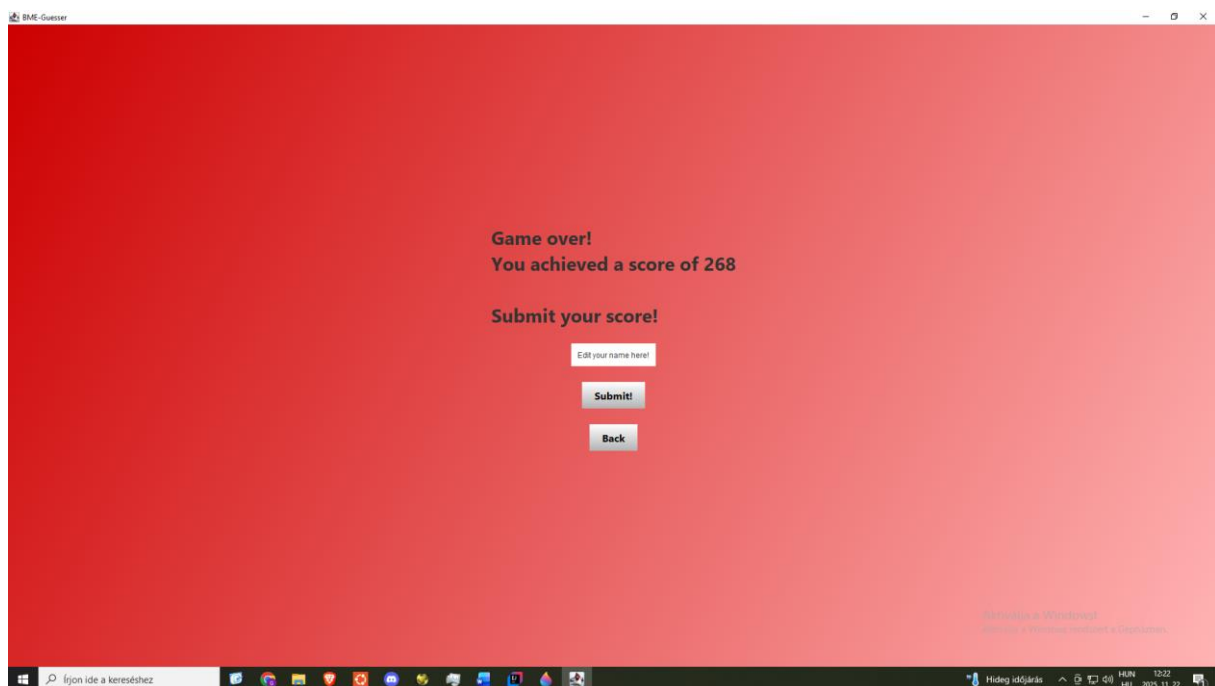 BME-Guesser
Game over!
You achieved a score of 268
Submit your score!
Edit your name here!
Submit!
Back
Írjon ide a kereséshez
Hideg időjárás
HUN
HU
12:22
2025. 11. 22.